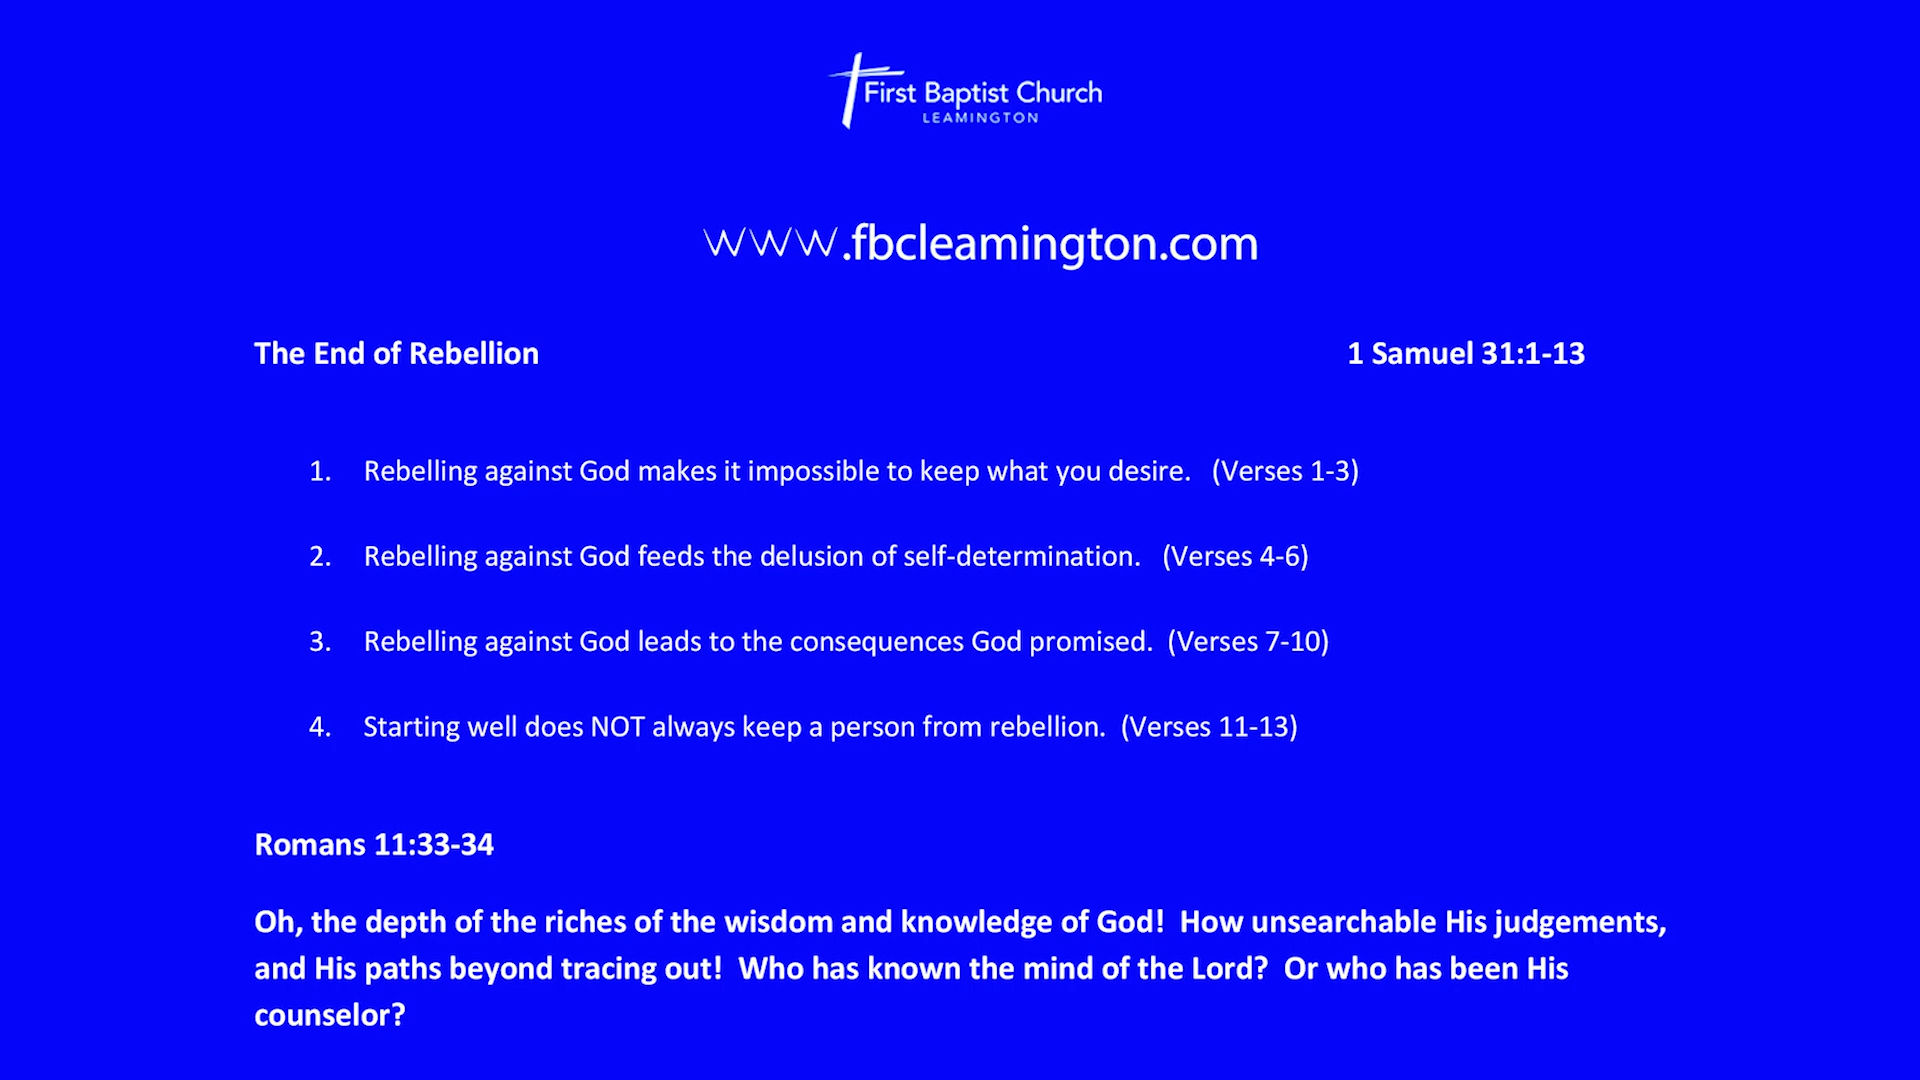 First Baptist Church
LEAMINGTON
www.fbcleamington.com
The End of Rebellion 1 Samuel 31:1-13
1. Rebelling against God makes it impossible to keep what you desire. (Verses 1-3)
2. Rebelling against God feeds the delusion of self-determination. (Verses 4-6)
3. Rebelling against God leads to the consequences God promised. (Verses 7-10)
4. Starting well does NOT always keep a person from rebellion. (Verses 11-13)
Romans 11:33-34
Oh, the depth of the riches of the wisdom and knowledge of God! How unsearchable His judgements,
and His paths beyond tracing out! Who has known the mind of the Lord? Or who has been His
counselor?